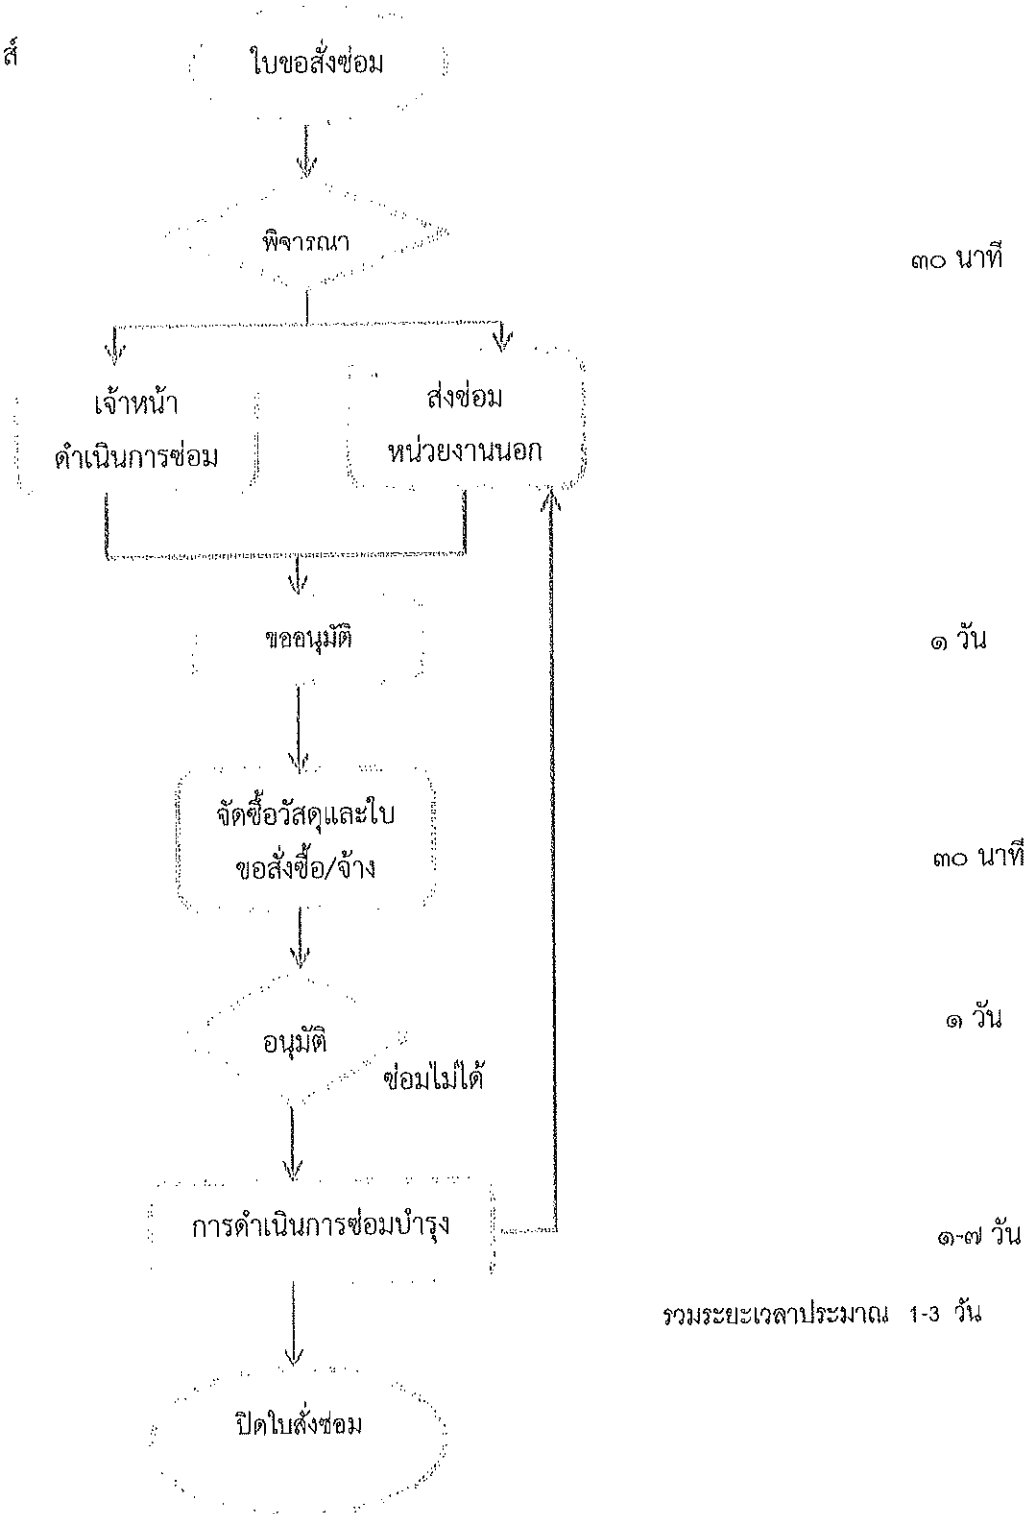 ส์
ใบขอสั่งซ่อม
พิจารณา
๓๐ นาที
เจ้าหน้า
ดำเนินการซ่อม
ส่งซ่อม
หน่วยงานนอก
ขออนุมัติ
๑ วัน
จัดซื้อวัสดุและใบ
ขอสั่งซื้อ/จ้าง
๓๐ นาที
อนุมัติ
๑ วัน
ซ่อมไม่ได้
การดำเนินการซ่อมบำรุง
๑-๗ วัน
รวมระยะเวลาประมาณ 1-3 วัน
ปิดใบสั่งซ่อม